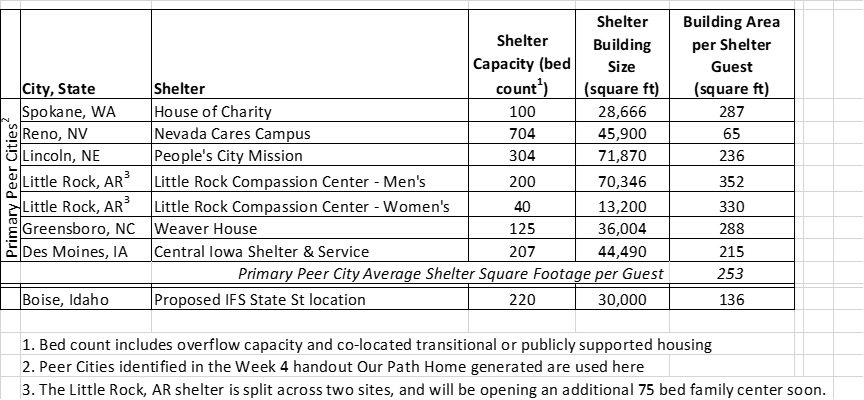 City, State Shelter Shelter Capacity (bed count¹) Shelter Building Size (square ft) Building Area per Shelter Guest (square ft)
Primary Peer Cities²
Spokane, WA House of Charity 100 28,666 287
Reno, NV Nevada Cares Campus 704 45,900 65
Lincoln, NE People's City Mission 304 71,870 236
Little Rock, AR³ Little Rock Compassion Center - Men's 200 70,346 352
Little Rock, AR³ Little Rock Compassion Center - Women's 40 13,200 330
Greensboro, NC Weaver House 125 36,004 288
Des Moines, IA Central Iowa Shelter & Service 207 44,490 215
Primary Peer City Average Shelter Square Footage per Guest 253
Boise, Idaho Proposed IFS State St location 220 30,000 136
1. Bed count includes overflow capacity and co-located transitional or publicly supported housing
2. Peer Cities identified in the Week 4 handout Our Path Home generated are used here
3. The Little Rock, AR shelter is split across two sites, and will be opening an additional 75 bed family center soon.